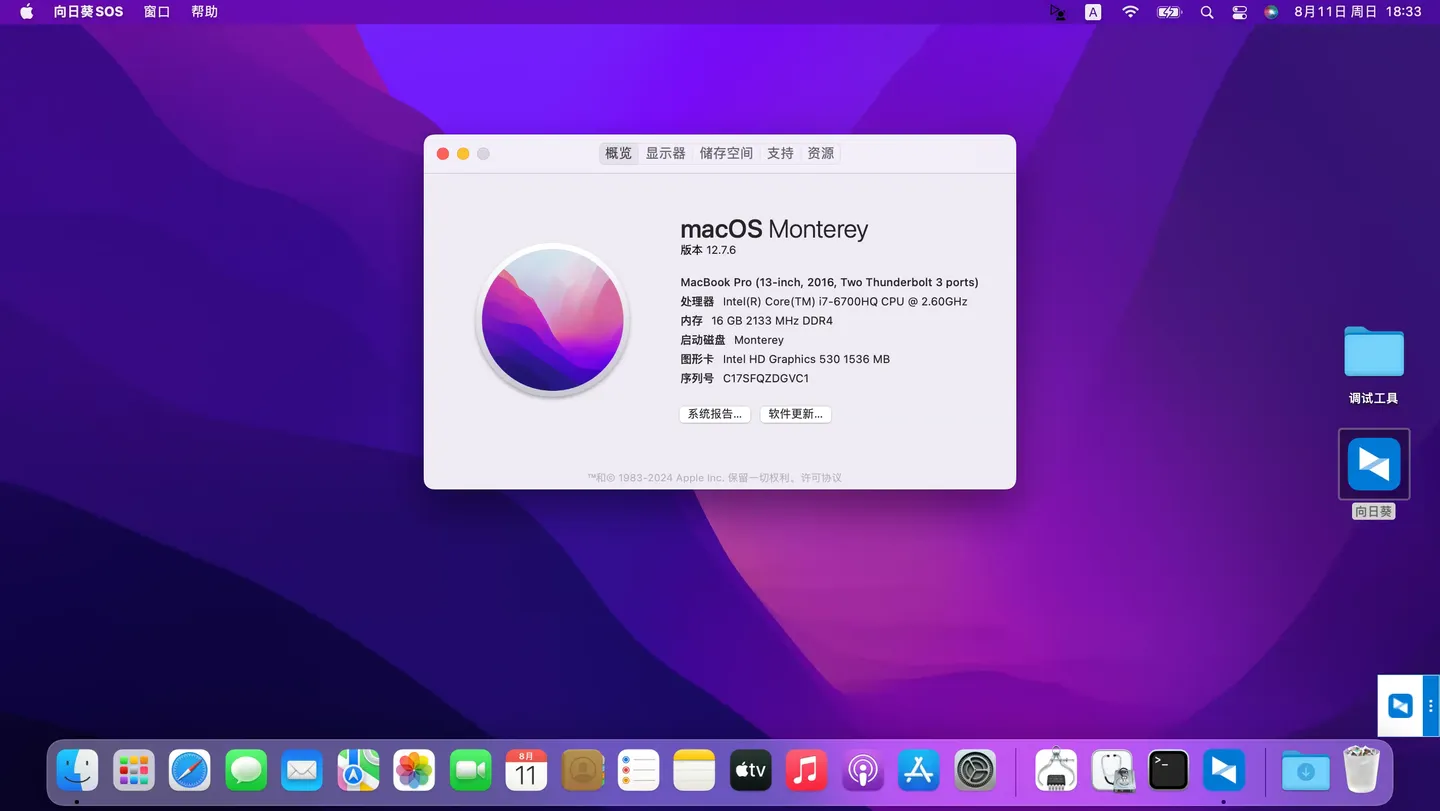 向日葵SOS 窗口 帮助 A 8月11日 周日 18:33
概览 显示器 储存空间 支持 资源
macOS Monterey
版本 12.7.6
MacBook Pro (13-inch, 2016, Two Thunderbolt 3 ports)
处理器 Intel(R) Core(TM) i7-6700HQ CPU @ 2.60GHz
内存 16 GB 2133 MHz DDR4
启动磁盘 Monterey
图形卡 Intel HD Graphics 530 1536 MB
序列号 C17SFQZDGVC1
系统报告... 软件更新...
™和© 1983-2024 Apple Inc. 保留一切权利。许可协议
调试工具
向日葵
8月
11
tv
>_